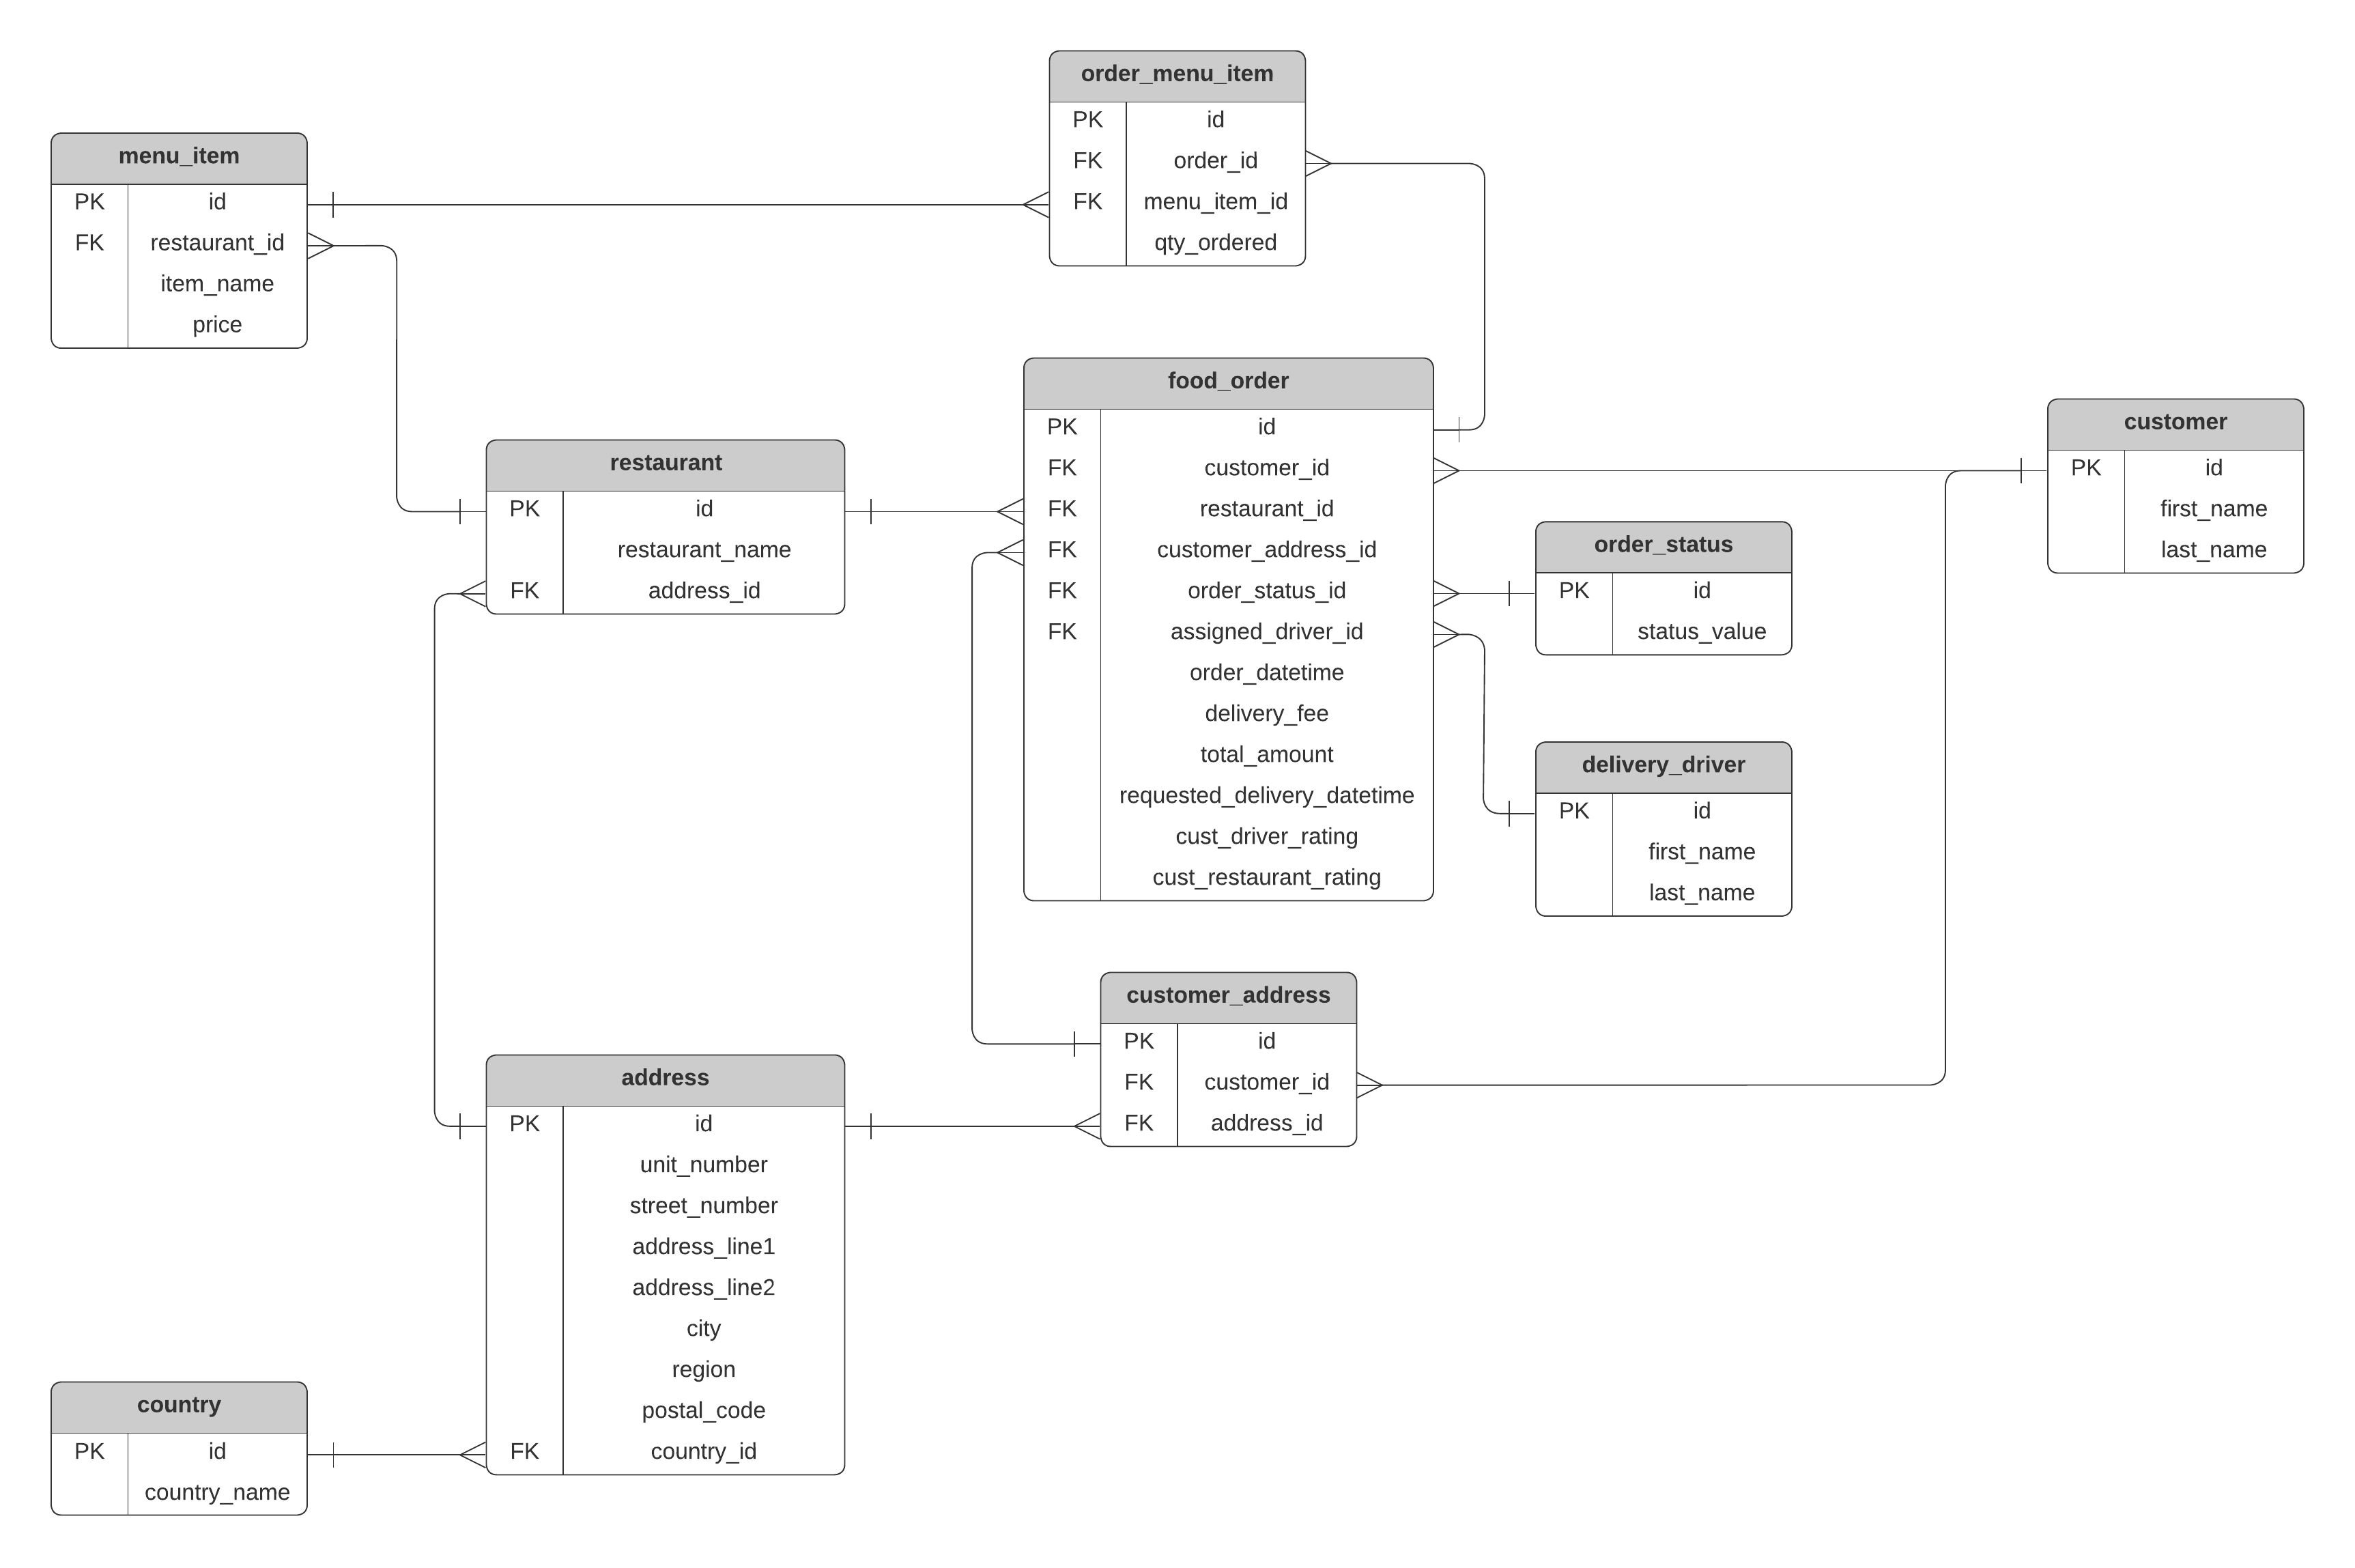 order_menu_item
PK id
FK order_id
FK menu_item_id
qty_ordered
menu_item
PK id
FK restaurant_id
item_name
price
food_order
PK id
FK customer_id
FK restaurant_id
FK customer_address_id
FK order_status_id
FK assigned_driver_id
order_datetime
delivery_fee
total_amount
requested_delivery_datetime
cust_driver_rating
cust_restaurant_rating
customer
PK id
first_name
last_name
restaurant
PK id
restaurant_name
FK address_id
order_status
PK id
status_value
delivery_driver
PK id
first_name
last_name
customer_address
PK id
FK customer_id
FK address_id
address
PK id
unit_number
street_number
address_line1
address_line2
city
region
postal_code
FK country_id
country
PK id
country_name